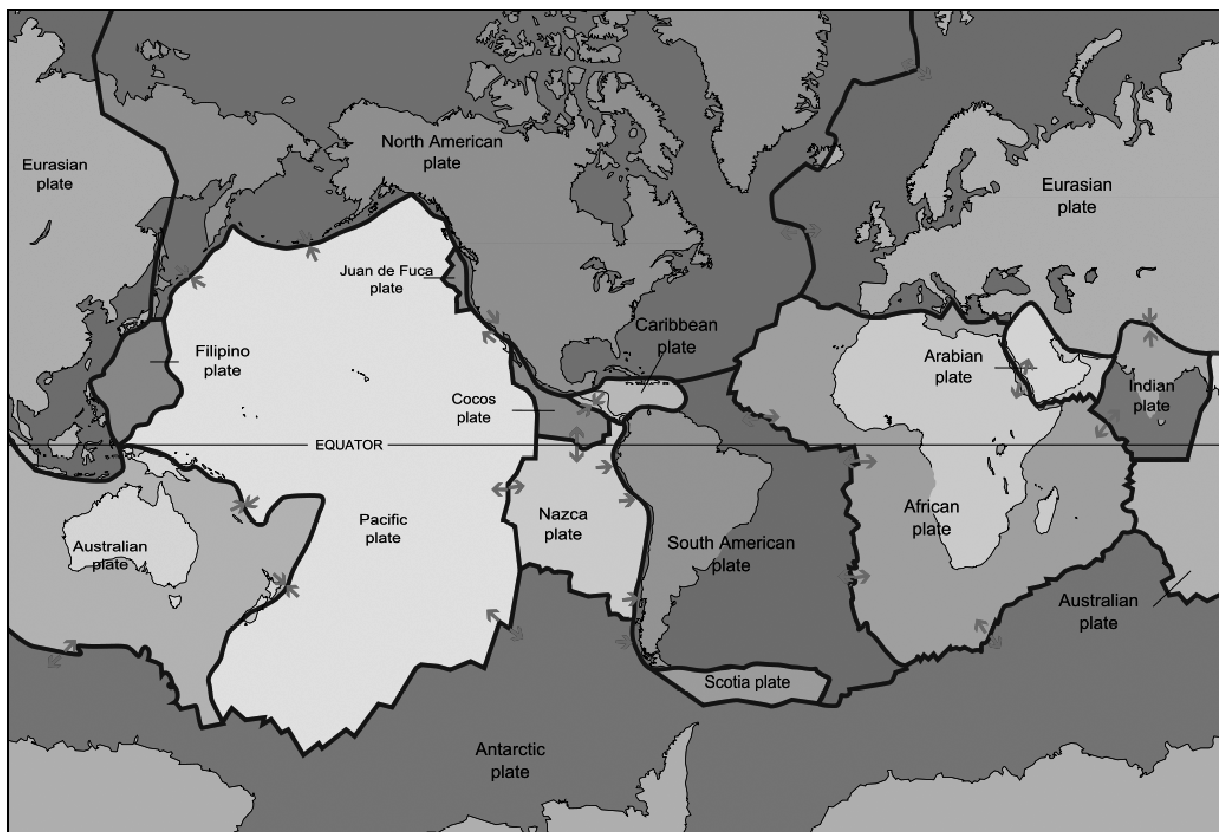 North American
plate
Eurasian
plate
Eurasian
plate
Juan de Fuca
plate
Caribbean
plate
Filipino
plate
Arabian
plate
Indian
plate
Cocos
plate
EQUATOR
Pacific
plate
Nazca
plate
African
plate
South American
plate
Australian
plate
Australian
plate
Scotia plate
Antarctic
plate